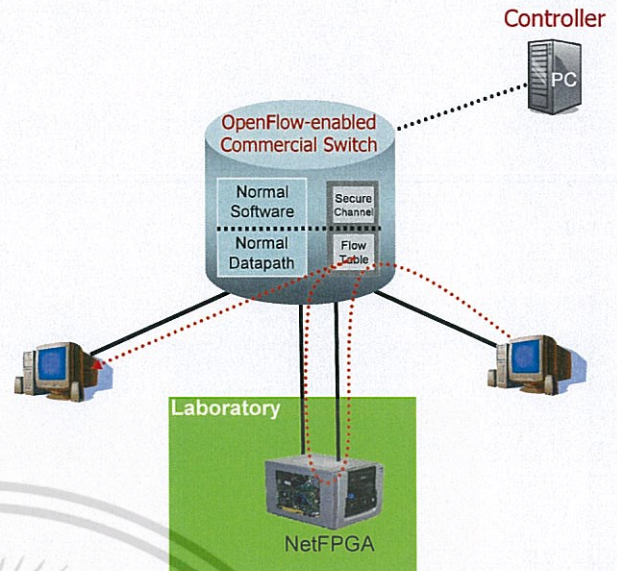 Controller
PC
OpenFlow-enabled
Commercial Switch
Normal
Software
Secure
Channel
Normal
Datapath
Flow
Table
Laboratory
NetFPGA